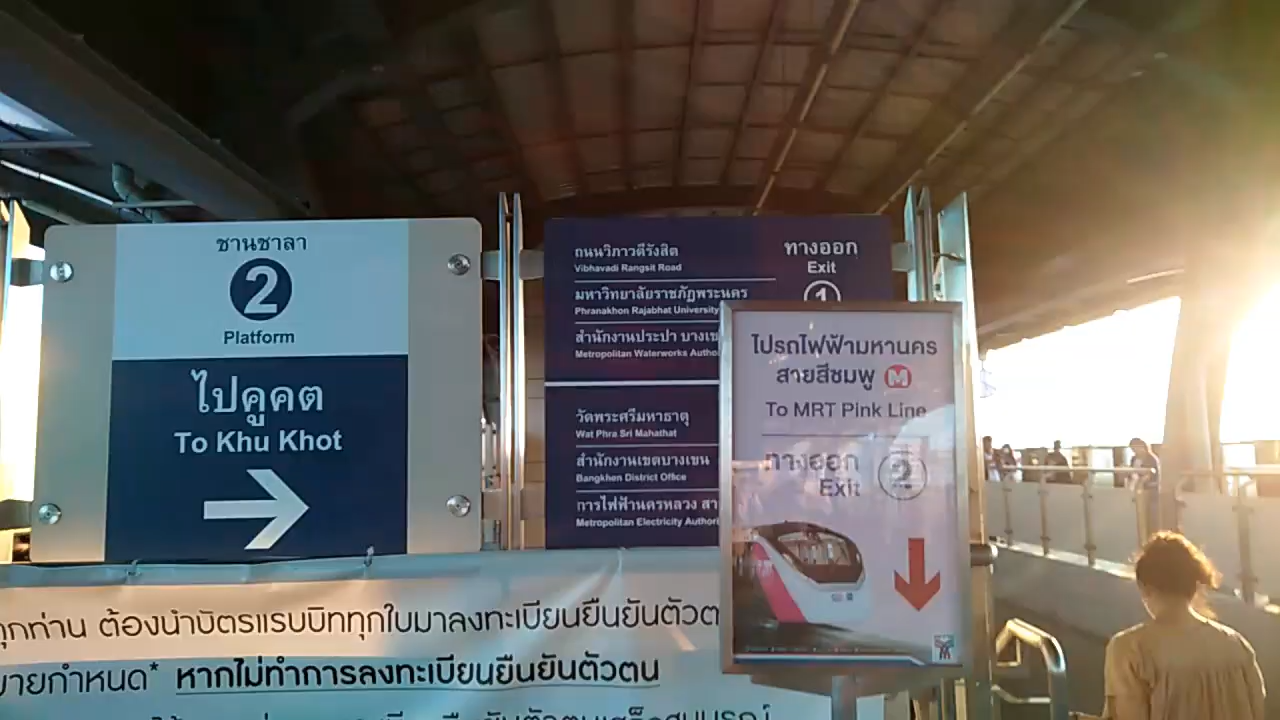 ชานชาลา
2
Platform
ไปคูคต
To Khu Khot
ถนนวิภาวดีรังสิต
Vibhavadi Rangsit Road
มหาวิทยาลัยราชภัฏพระนคร
Phranakhon Rajabhat University
สำนักงานประปา บางเข
Metropolitan Waterworks Autho
ทางออก
Exit
1
วัดพระศรีมหาธาตุ
Wat Phra Sri Mahathat
สำนักงานเขตบางเขน
Bangkhen District Office
การไฟฟ้านครหลวง สา
Metropolitan Electricity Authori
ไปรถไฟฟ้ามหานคร
สายสีชมพู M
To MRT Pink Line
ทางออก 2
Exit
ทุกท่าน ต้องนำบัตรแรบบิททุกใบมาลงทะเบียนยืนยันตัวต
ายกำหนด* หากไม่ทำการลงทะเบียนยืนยันตัวตน